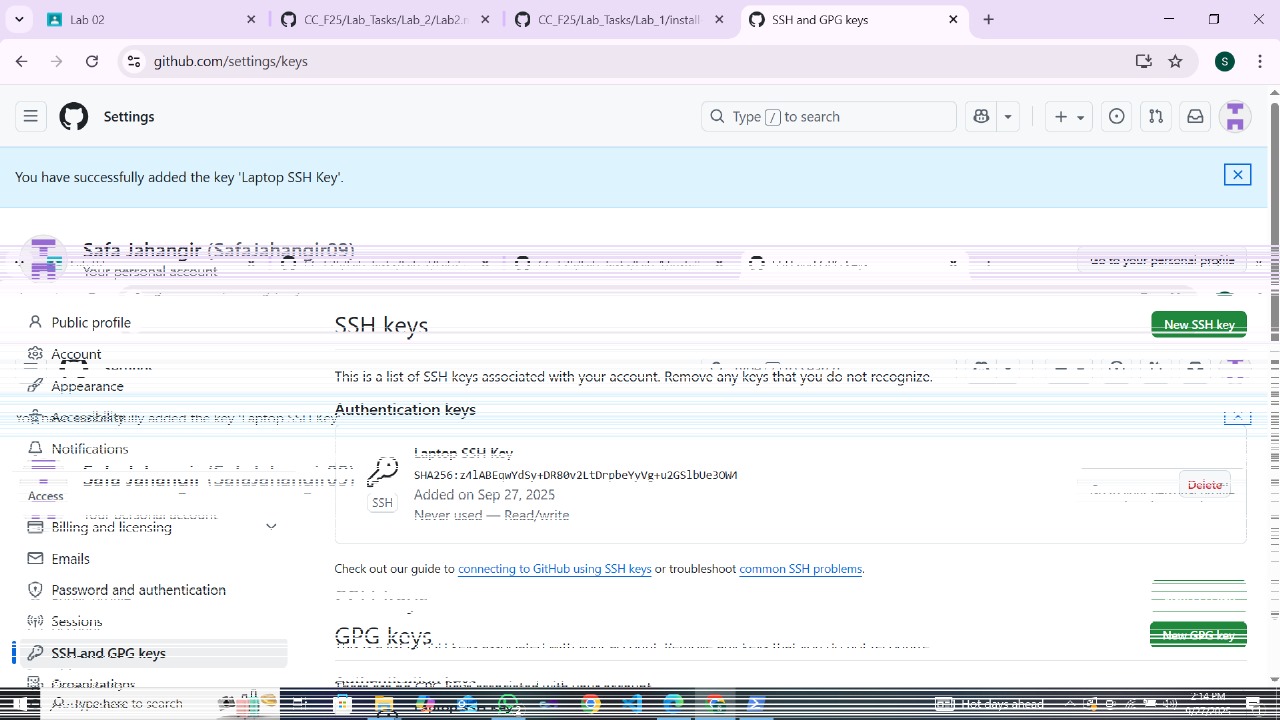 Lab 02
CC_F25/Lab_Tasks/Lab_2/Lab2.m
CC_F25/Lab_Tasks/Lab_1/install
SSH and GPG keys
github.com/settings/keys
S
Settings
Type / to search
You have successfully added the key 'Laptop SSH Key'.
Safa Jahangir (SafaJahangir09)
Your personal account
Go to your personal profile
Public profile
Account
Appearance
Accessibility
Notifications
Access
Billing and licensing
Emails
Password and authentication
Sessions
SSH and GPG keys
Organizations
SSH keys
New SSH key
This is a list of SSH keys associated with your account. Remove any keys that you do not recognize.
Authentication keys
Laptop SSH Key
SSH
Added on Sep 27, 2025
Never used — Read/write
Delete
Check out our guide to connecting to GitHub using SSH keys or troubleshoot common SSH problems.
GPG keys
New GPG key
Type here to search
Hot days ahead
2:14 PM
9/27/2025